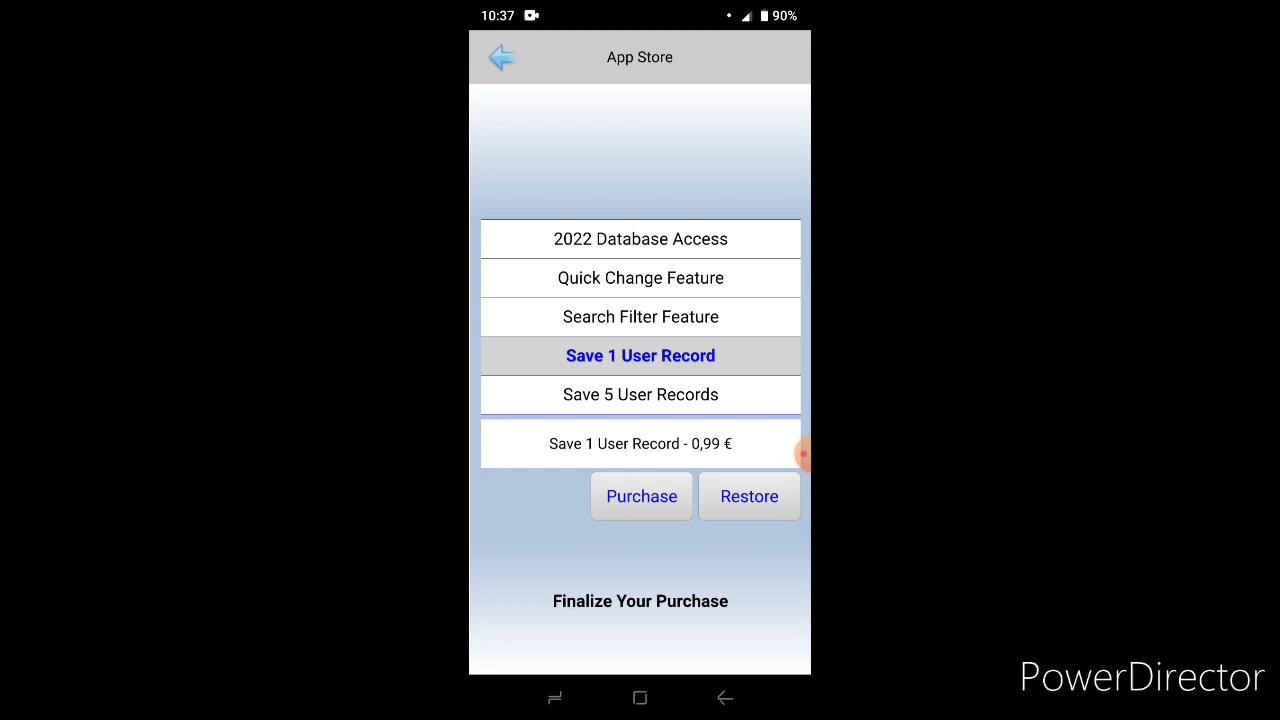 10:37
90%
App Store
2022 Database Access
Quick Change Feature
Search Filter Feature
Save 1 User Record
Save 5 User Records
Save 1 User Record - 0,99 €
Purchase
Restore
Finalize Your Purchase
PowerDirector